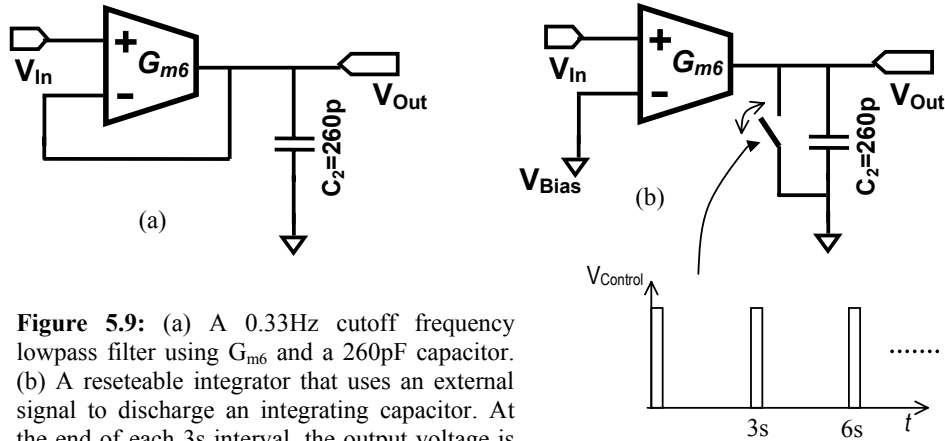 V_In
+
G_m6
-
V_Out
C_2=260p
(a)
V_In
+
G_m6
-
V_Out
V_Bias
C_2=260p
(b)
V_Control
3s
6s
t
........
Figure 5.9: (a) A 0.33Hz cutoff frequency
lowpass filter using G_m6 and a 260pF capacitor.
(b) A reseteable integrator that uses an external
signal to discharge an integrating capacitor. At
the end of each 3s interval, the output voltage is